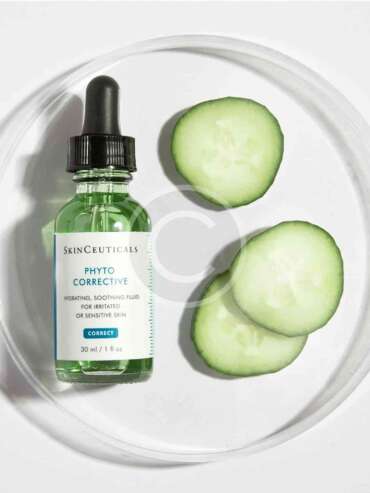 SKINCEUTICALS
PHYTO
CORRECTIVE
HYDRATING, SOOTHING FLUID
FOR IRRITATED
OR SENSITIVE SKIN
CORRECT
30 ml / 1 fl oz
©